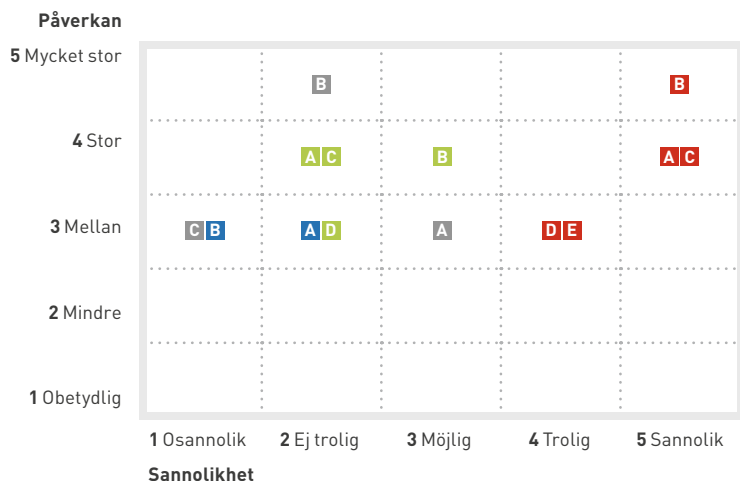 Påverkan
5 Mycket stor
B B
4 Stor
A C B A C
3 Mellan
C B A D A D E
2 Mindre
1 Obetydlig
1 Osannolik 2 Ej trolig 3 Möjlig 4 Trolig 5 Sannolik
Sannolikhet